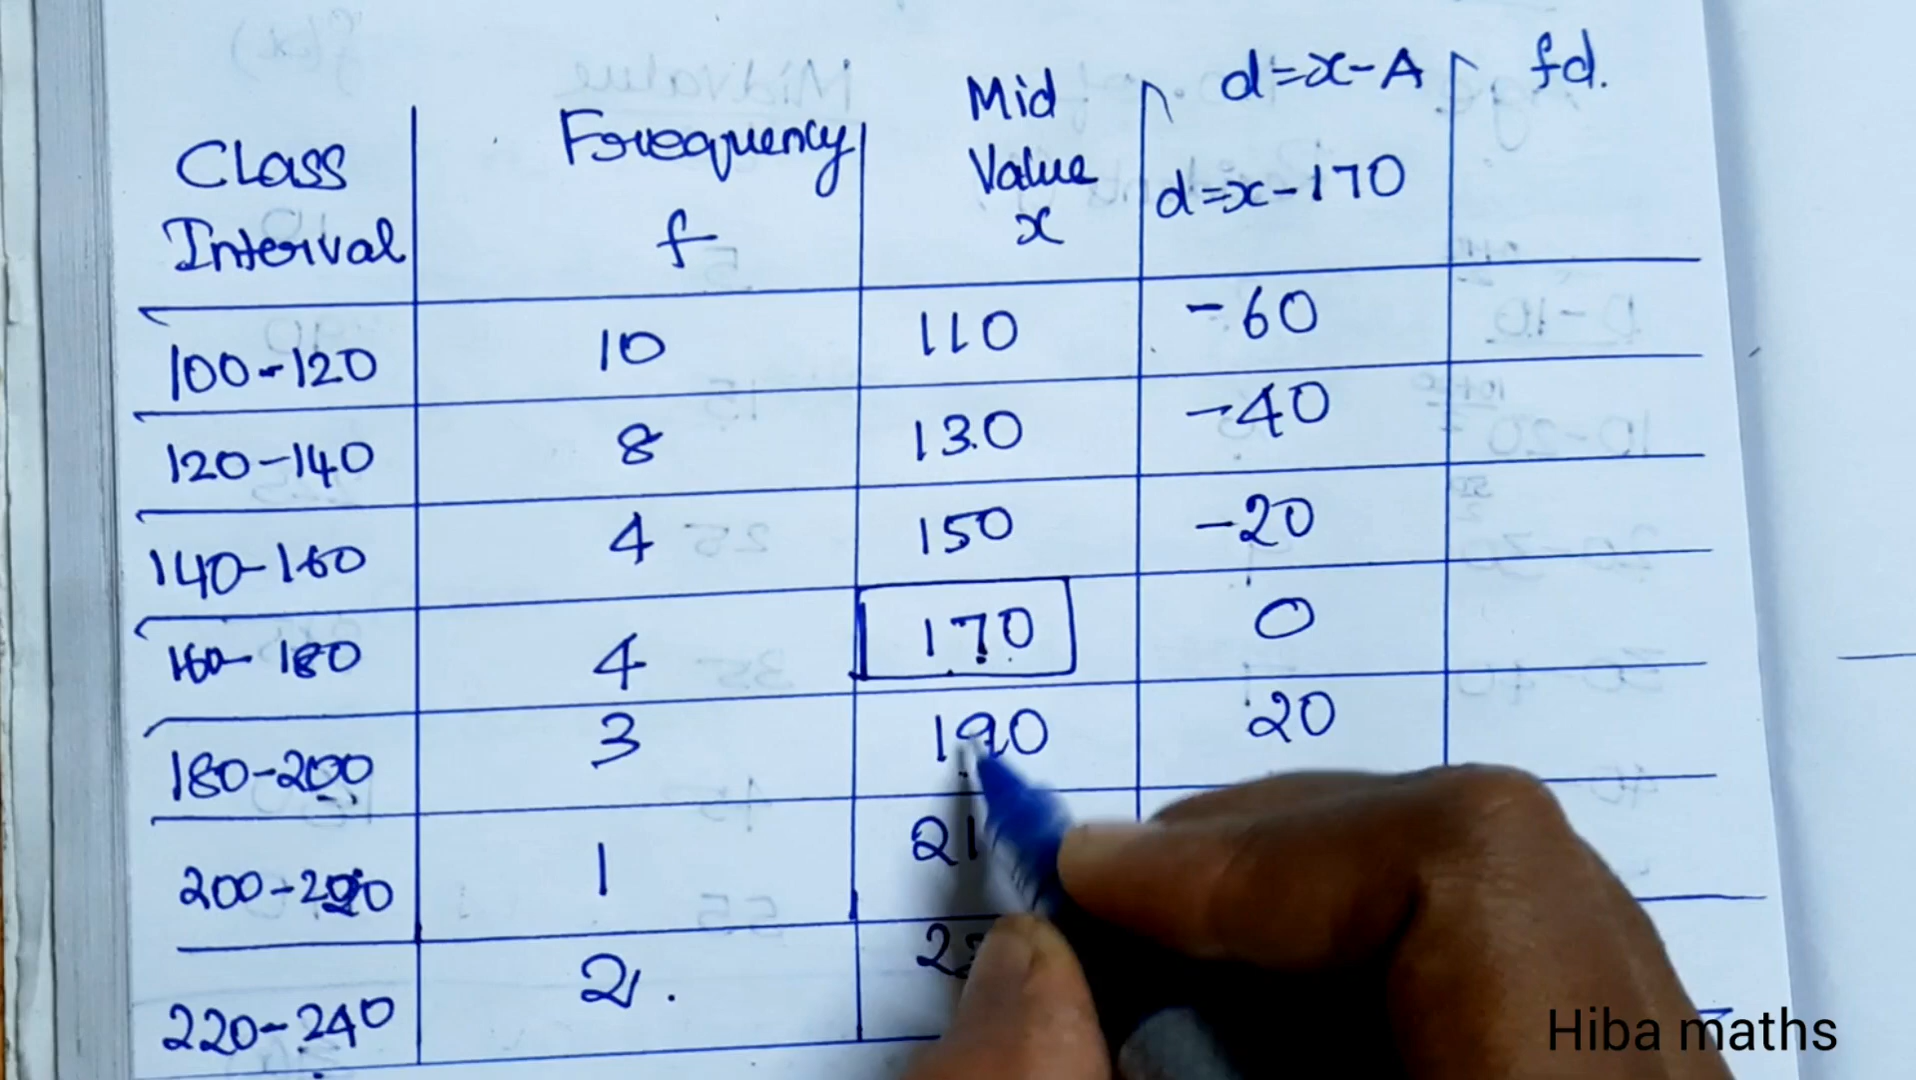 Class Interval | Frequency f | Mid Value x | d=x-A d=x-170 | fd.
100-120 | 10 | 110 | -60
120-140 | 8 | 130 | -40
140-160 | 4 | 150 | -20
160-180 | 4 | 170 | 0
180-200 | 3 | 190 | 20
200-220 | 1 | 21
220-240 | 2. | 2
Hiba maths